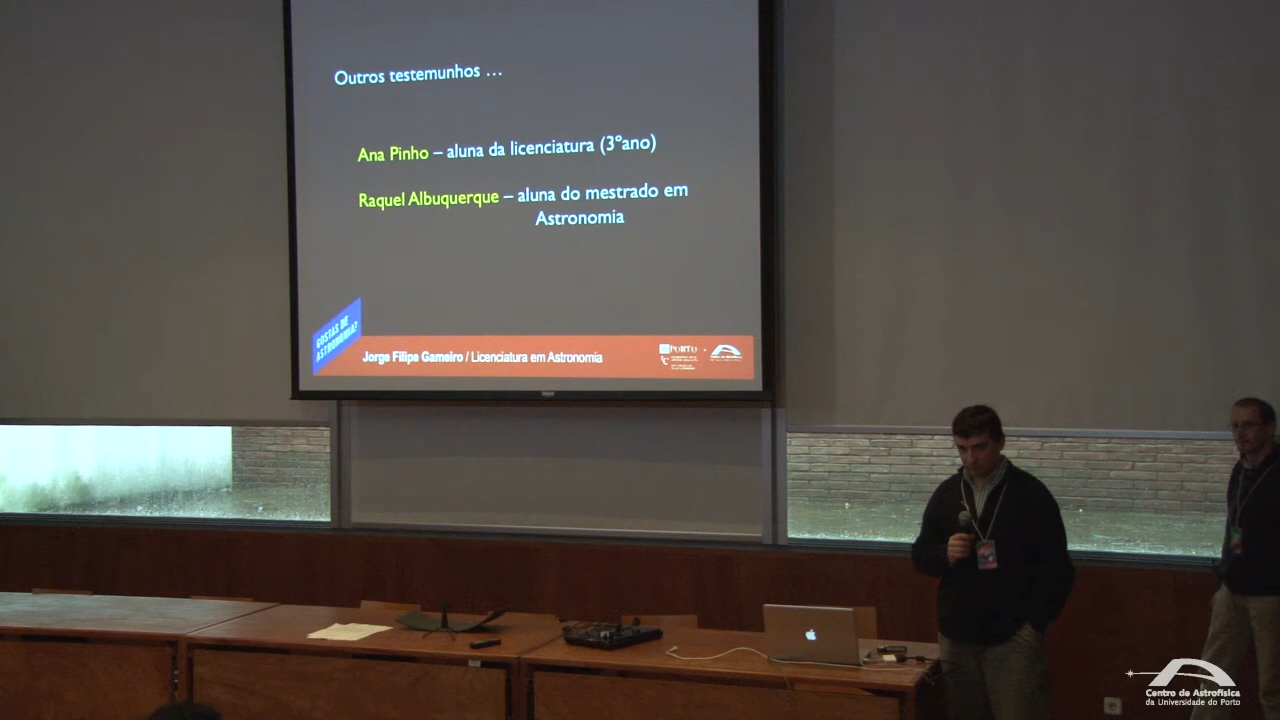 Outros testemunhos …
Ana Pinho – aluna da licenciatura (3ºano)
Raquel Albuquerque – aluna do mestrado em
Astronomia
GOSTAS DE
ASTRONOMIA?
Jorge Filipe Gameiro / Licenciatura em Astronomia
PORTO
Centro de Astrofísica
da Universidade do Porto